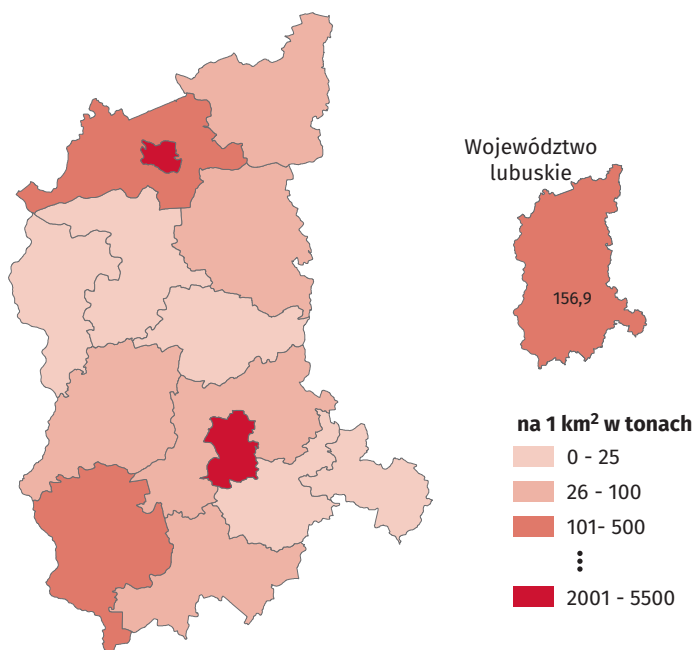 Województwo
lubuskie
156,9
na 1 km² w tonach
0 - 25
26 - 100
101- 500
2001 - 5500